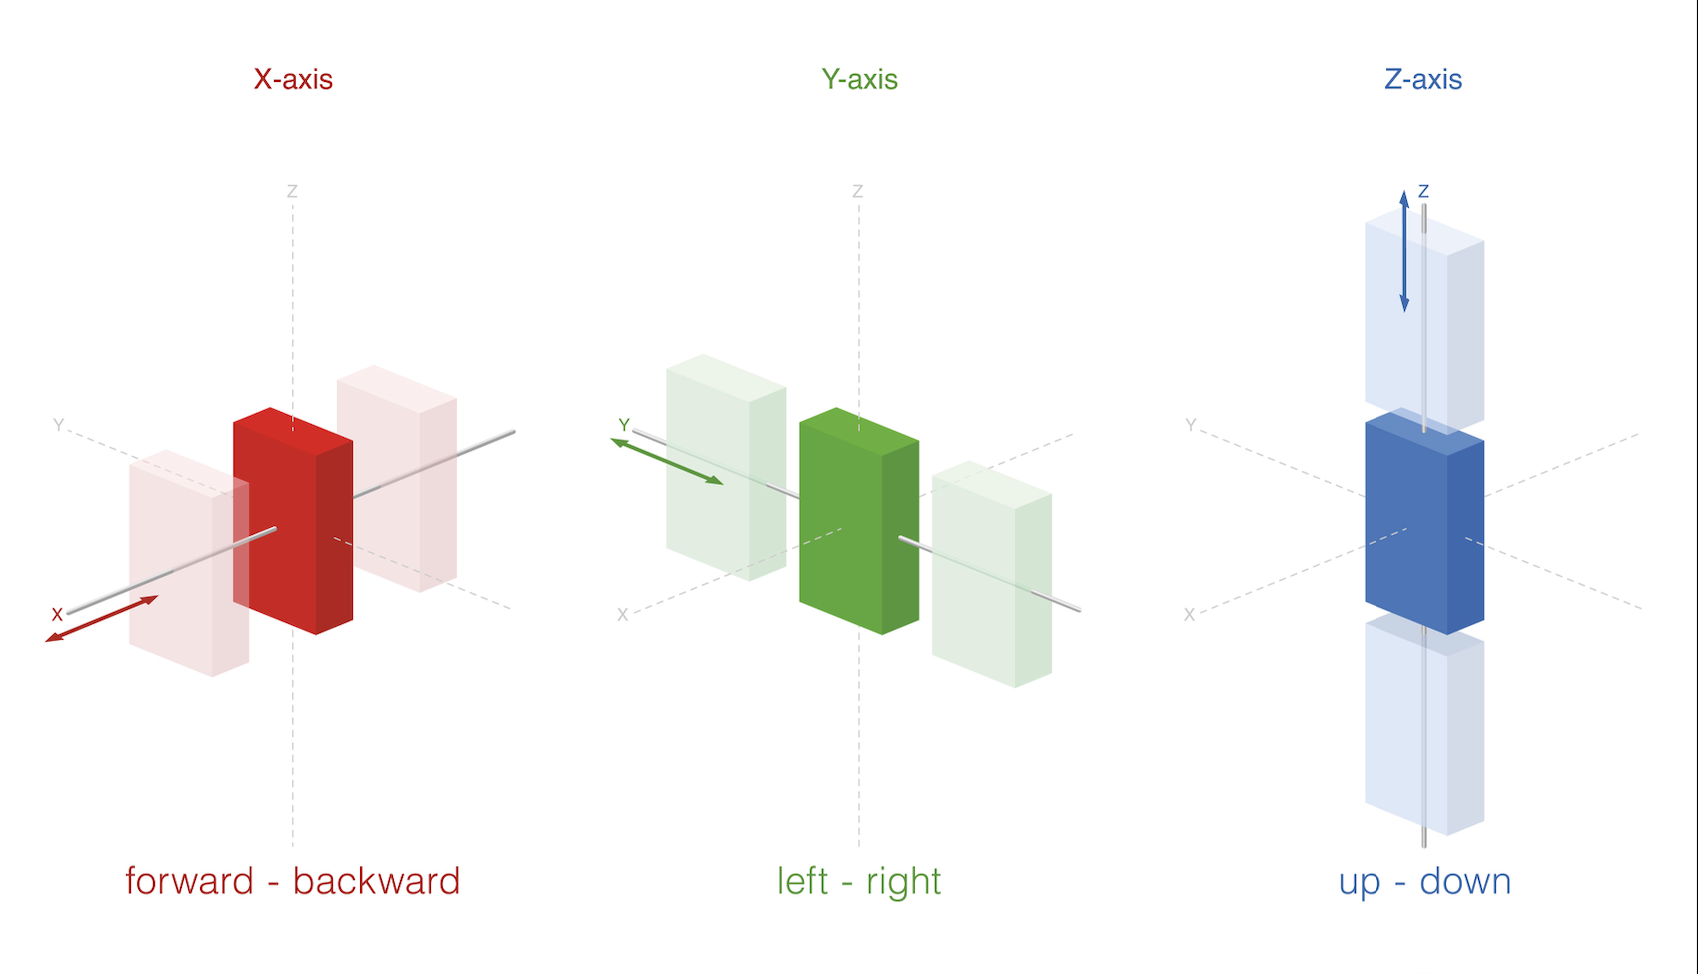 X-axis
Y-axis
Z-axis
Z
Z
Z
Y
Y
Y
X
X
X
forward - backward
left - right
up - down